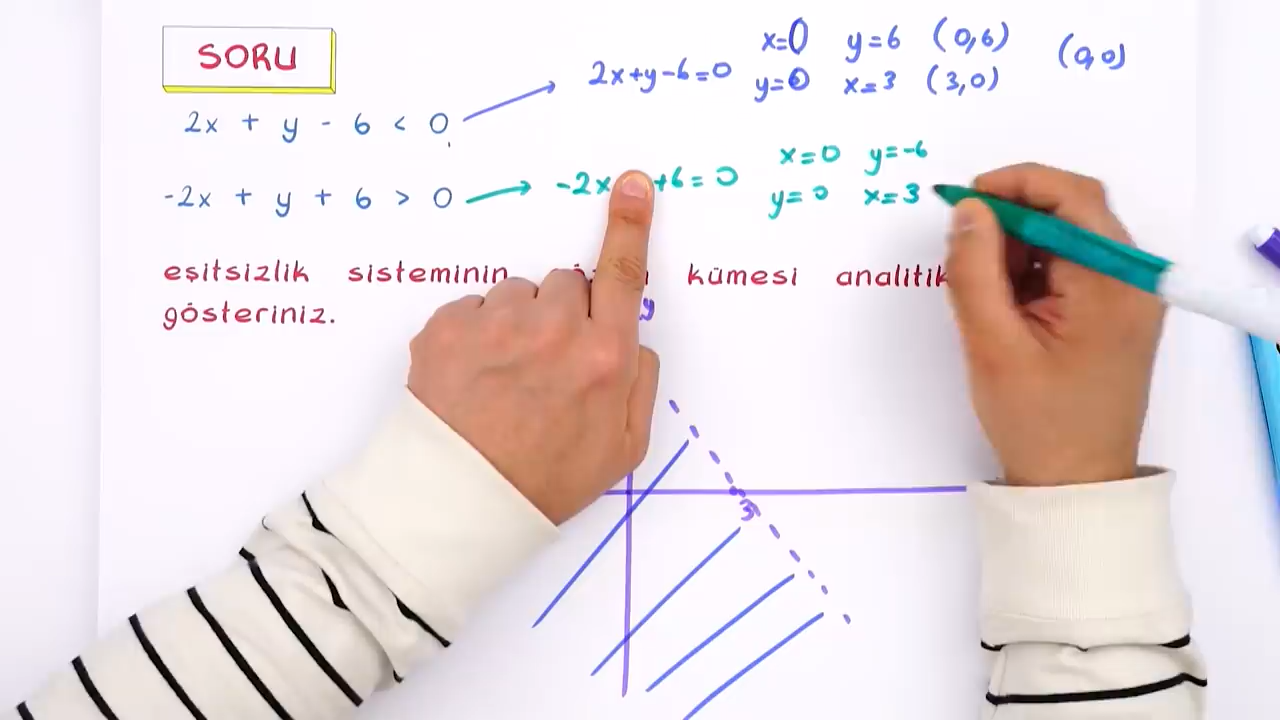 SORU
2x + y - 6 < 0
2x+y-6=0
x=0 y=6 (0,6)
y=0 x=3 (3,0)
(0,0)
-2x + y + 6 > 0
-2x +6=0
x=0 y=-6
y=0 x=3
eşitsizlik sisteminin kümesi analitik
gösteriniz.
y
3